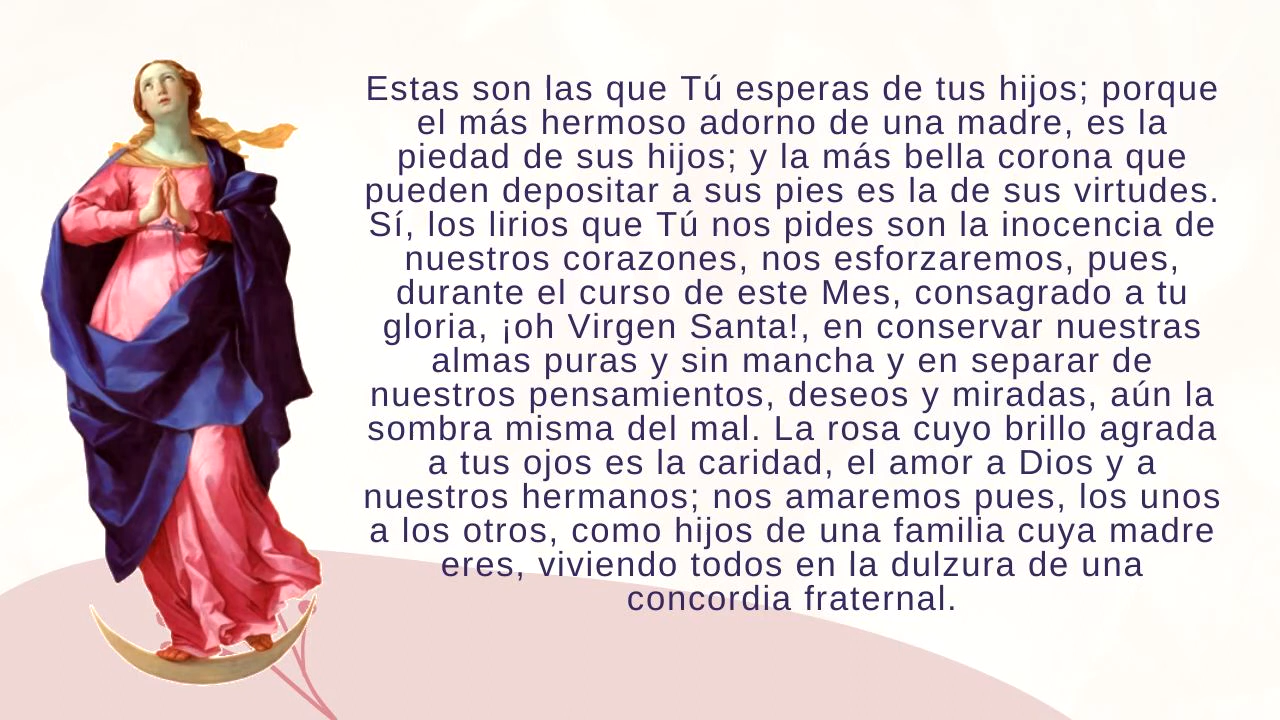 Estas son las que Tú esperas de tus hijos; porque
el más hermoso adorno de una madre, es la
piedad de sus hijos; y la más bella corona que
pueden depositar a sus pies es la de sus virtudes.
Sí, los lirios que Tú nos pides son la inocencia de
nuestros corazones, nos esforzaremos, pues,
durante el curso de este Mes, consagrado a tu
gloria, ¡oh Virgen Santa!, en conservar nuestras
almas puras y sin mancha y en separar de
nuestros pensamientos, deseos y miradas, aún la
sombra misma del mal. La rosa cuyo brillo agrada
a tus ojos es la caridad, el amor a Dios y a
nuestros hermanos; nos amaremos pues, los unos
a los otros, como hijos de una familia cuya madre
eres, viviendo todos en la dulzura de una
concordia fraternal.